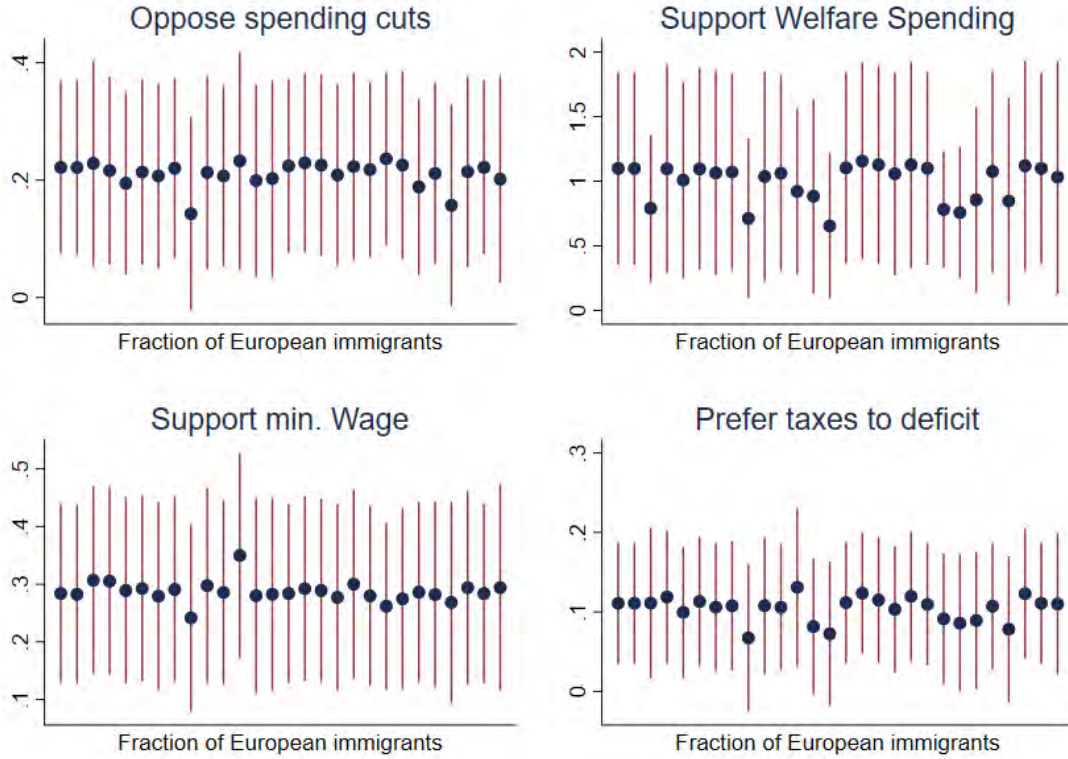 Oppose spending cuts
.4
.2
0
Fraction of European immigrants
Support Welfare Spending
2
1.5
1
.5
0
Fraction of European immigrants
Support min. Wage
.5
.4
.3
.2
.1
Fraction of European immigrants
Prefer taxes to deficit
.3
.2
.1
0
Fraction of European immigrants